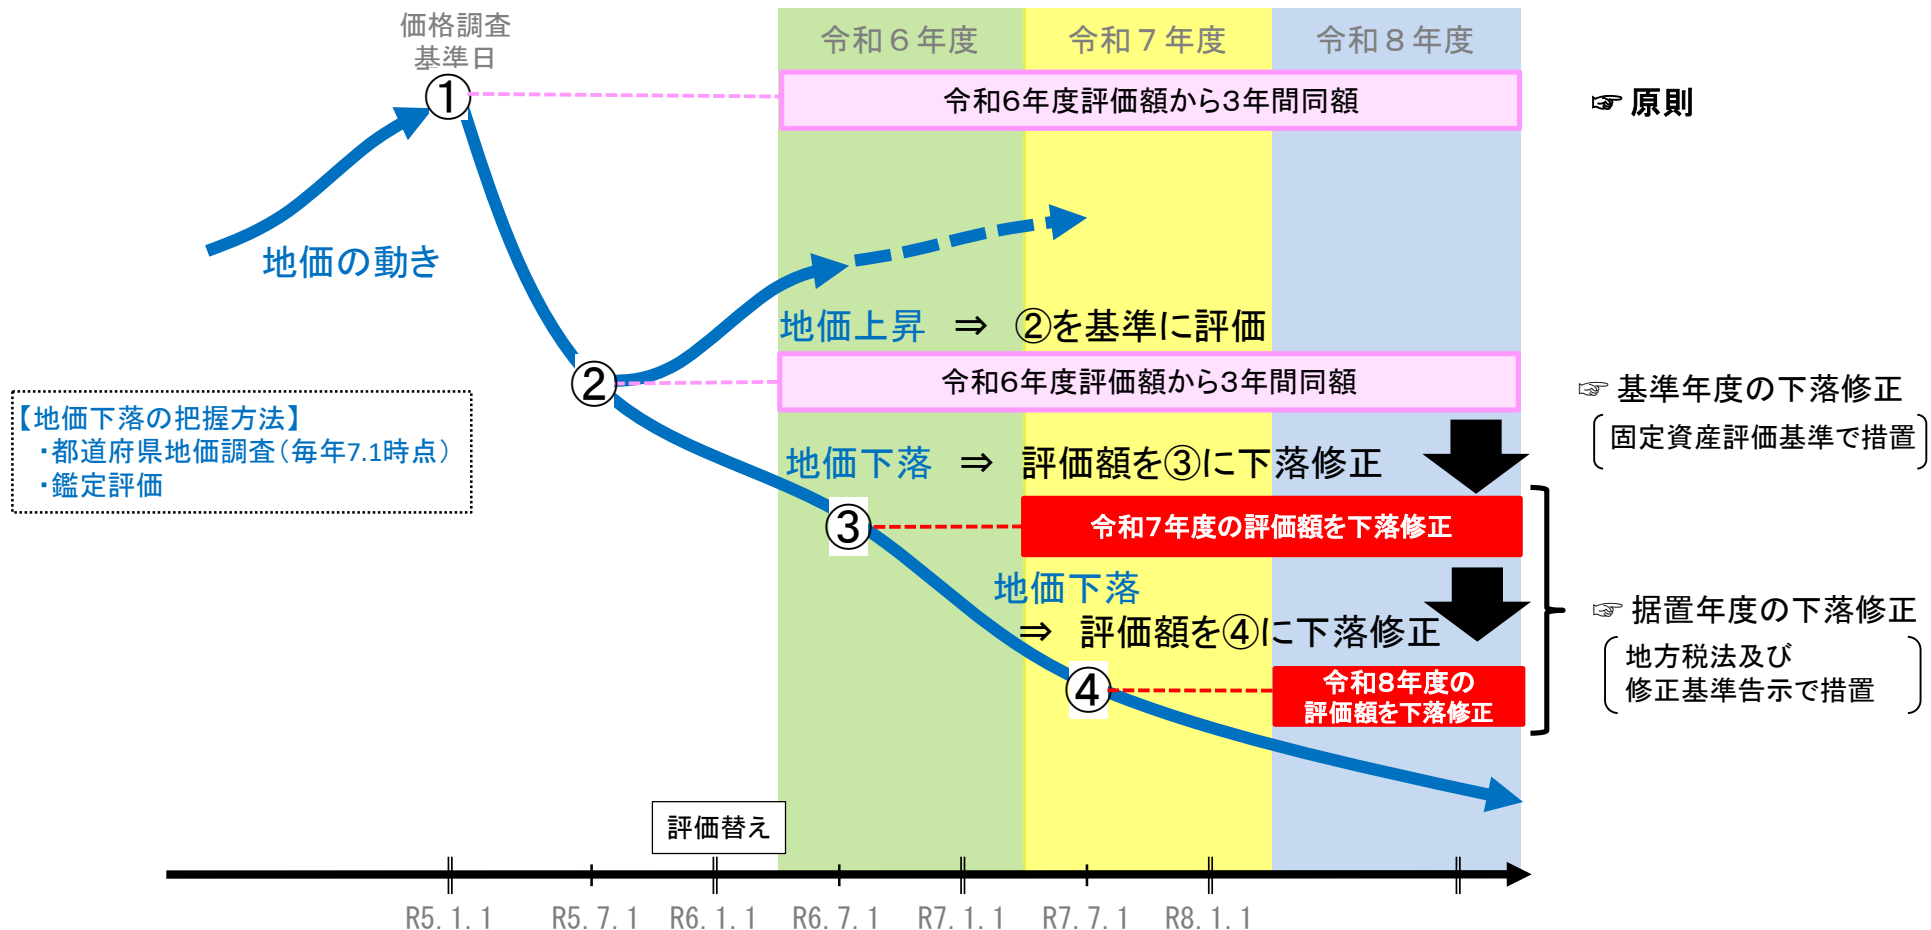 価格調査
基準日
令和６年度
令和７年度
令和８年度
①
令和6年度評価額から3年間同額
☞ 原則
地価の動き
地価上昇 ⇒ ②を基準に評価
②
令和6年度評価額から3年間同額
☞ 基準年度の下落修正
固定資産評価基準で措置
【地価下落の把握方法】
・都道府県地価調査（毎年7.1時点）
・鑑定評価
地価下落 ⇒ 評価額を③に下落修正
③
令和7年度の評価額を下落修正
地価下落
⇒ 評価額を④に下落修正
☞ 据置年度の下落修正
地方税法及び
修正基準告示で措置
④
令和8年度の
評価額を下落修正
評価替え
R5.1.1
R5.7.1
R6.1.1
R6.7.1
R7.1.1
R7.7.1
R8.1.1